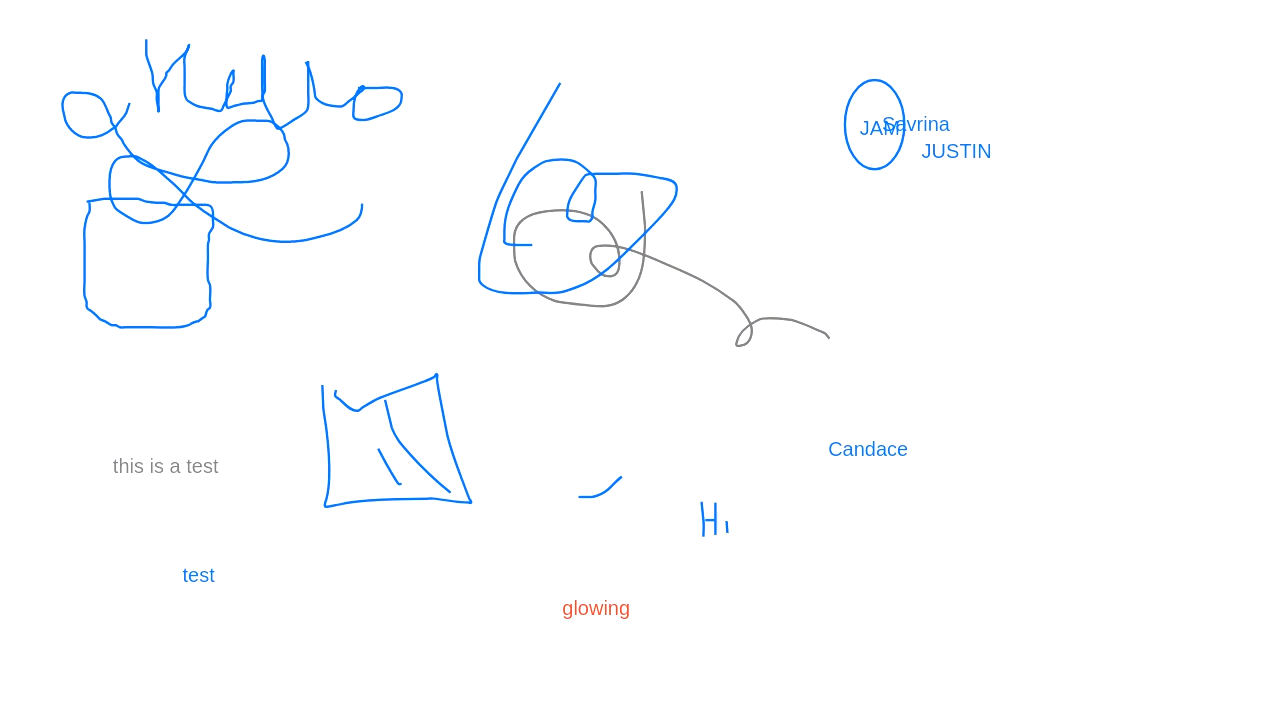 JAM
Savrina
JUSTIN
Candace
this is a test
Hi
test
glowing